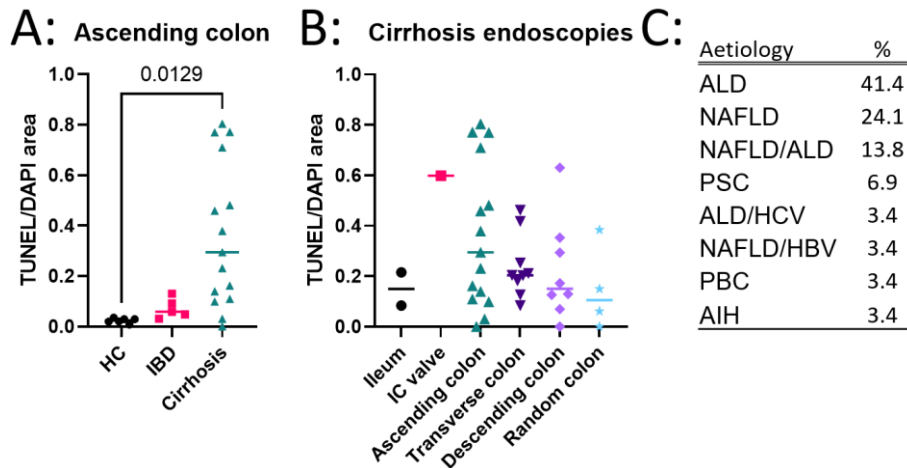 A: Ascending colon
0.0129
TUNEL/DAPI area
1.0
0.8
0.6
0.4
0.2
0.0
HC
IBD
Cirrhosis
B: Cirrhosis endoscopies
TUNEL/DAPI area
1.0
0.8
0.6
0.4
0.2
0.0
Ileum
IC valve
Ascending colon
Transverse colon
Descending colon
Random colon
C:
Aetiology %
ALD 41.4
NAFLD 24.1
NAFLD/ALD 13.8
PSC 6.9
ALD/HCV 3.4
NAFLD/HBV 3.4
PBC 3.4
AIH 3.4